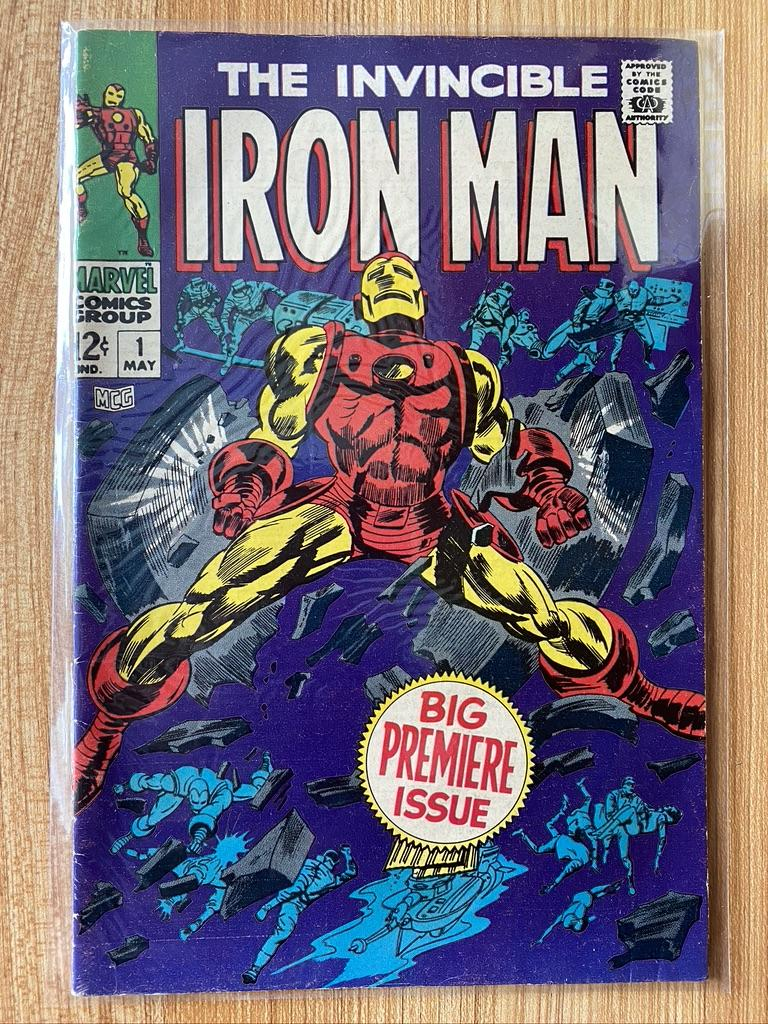 THE INVINCIBLE
IRON MAN
APPROVED
BY THE
COMICS
CODE
CA
AUTHORITY
TM
MARVEL
COMICS
GROUP
12¢
IND.
1
MAY
MCG
BIG
PREMIERE
ISSUE